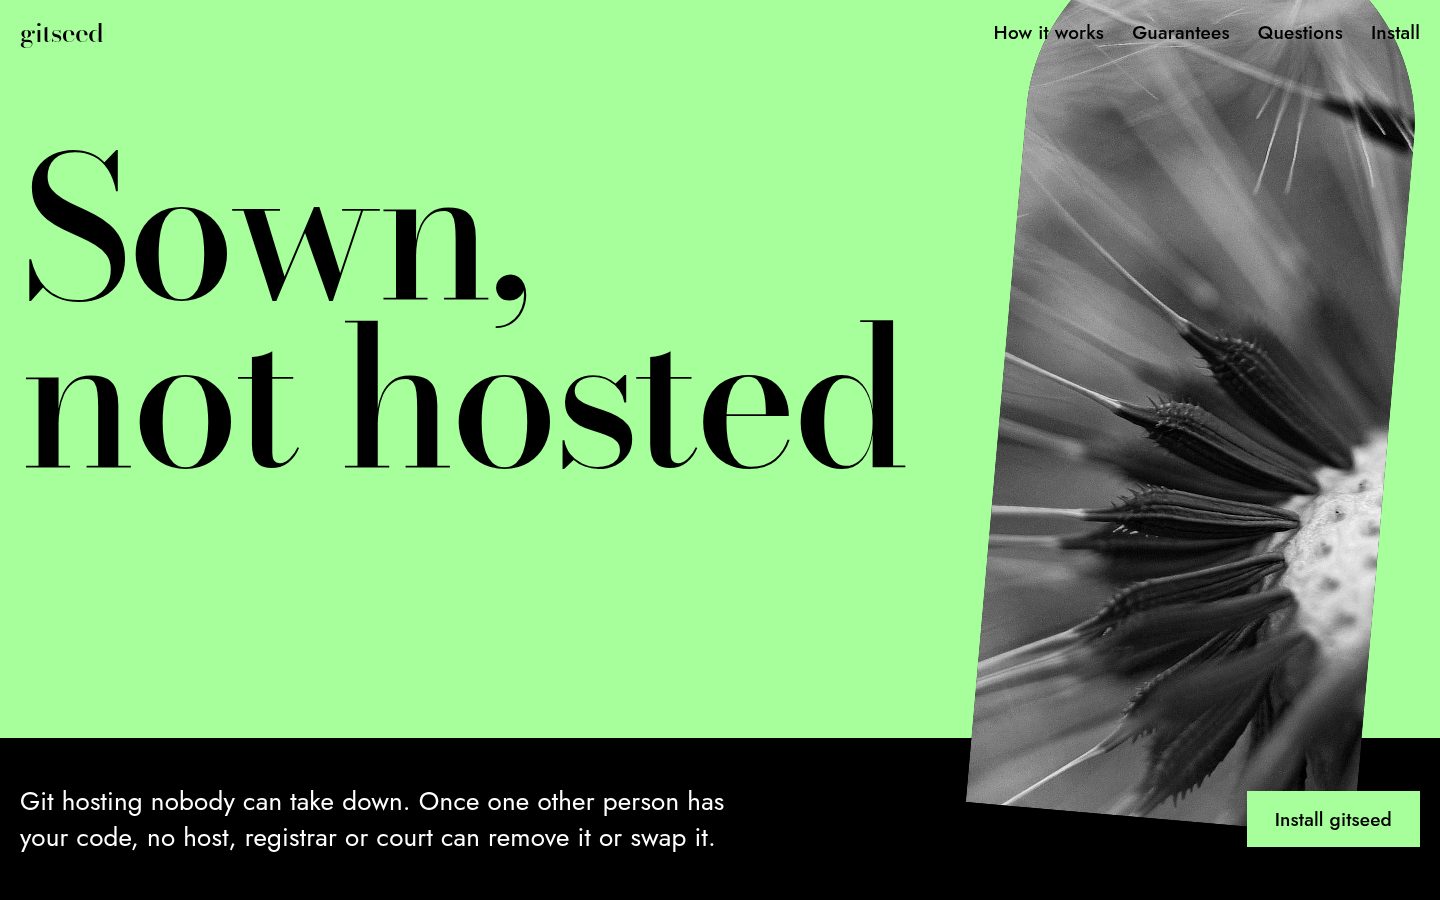 gitseed
How it works Guarantees Questions Install
Sown,
not hosted
Git hosting nobody can take down. Once one other person has
your code, no host, registrar or court can remove it or swap it.
Install gitseed